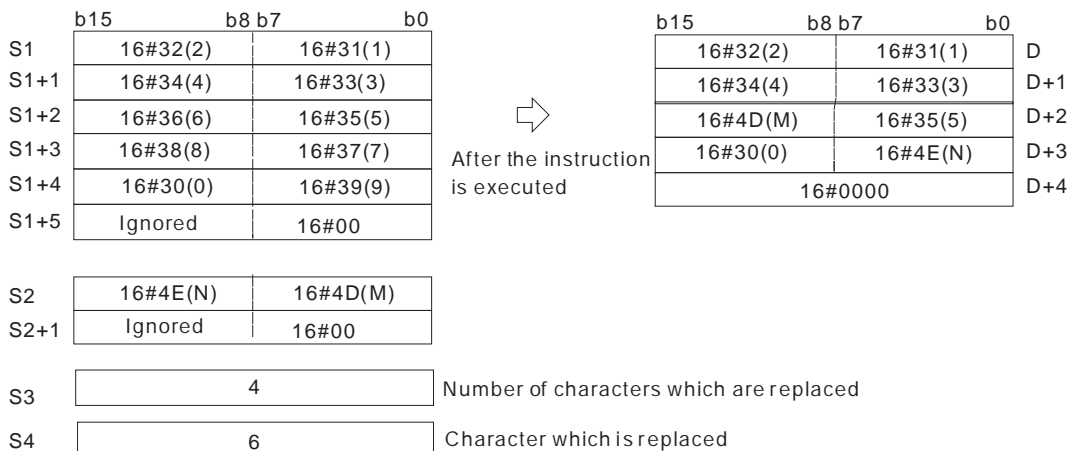 b15 b8 b7 b0
S1 16#32(2) 16#31(1)
S1+1 16#34(4) 16#33(3)
S1+2 16#36(6) 16#35(5)
S1+3 16#38(8) 16#37(7)
S1+4 16#30(0) 16#39(9)
S1+5 Ignored 16#00
After the instruction
is executed
b15 b8 b7 b0
16#32(2) 16#31(1) D
16#34(4) 16#33(3) D+1
16#4D(M) 16#35(5) D+2
16#30(0) 16#4E(N) D+3
16#0000 D+4
S2 16#4E(N) 16#4D(M)
S2+1 Ignored 16#00
S3 4 Number of characters which are replaced
S4 6 Character which is replaced